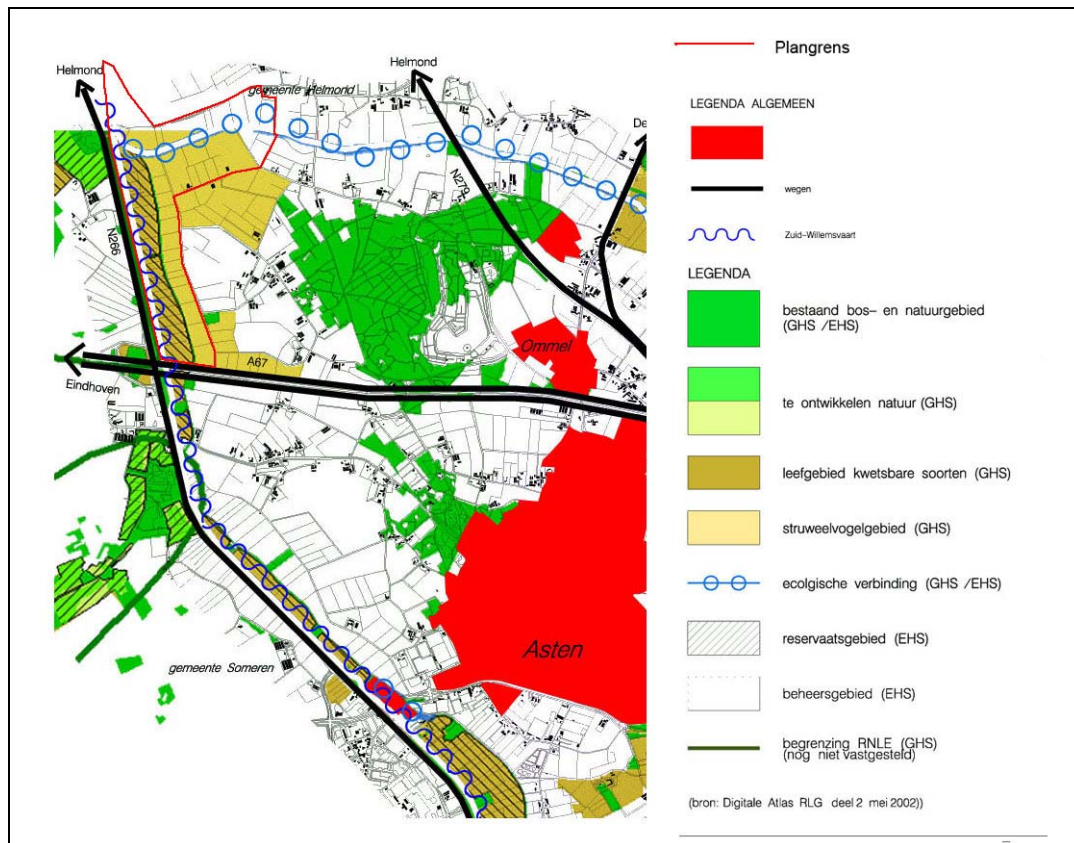 Helmond
Helmond
gemeente Helmond
De
N279
N266
Ommel
A67
Eindhoven
Asten
gemeente Someren
Plangrens
LEGENDA ALGEMEEN
wegen
Zuid-Willemsvaart
LEGENDA
bestaand bos- en natuurgebied
(GHS /EHS)
te ontwikkelen natuur (GHS)
leefgebied kwetsbare soorten (GHS)
struweelvogelgebied (GHS)
ecolgische verbinding (GHS /EHS)
reservaatsgebied (EHS)
beheersgebied (EHS)
begrenzing RNLE (GHS)
(nog niet vastgesteld)
(bron: Digitale Atlas RLG deel 2 mei 2002))